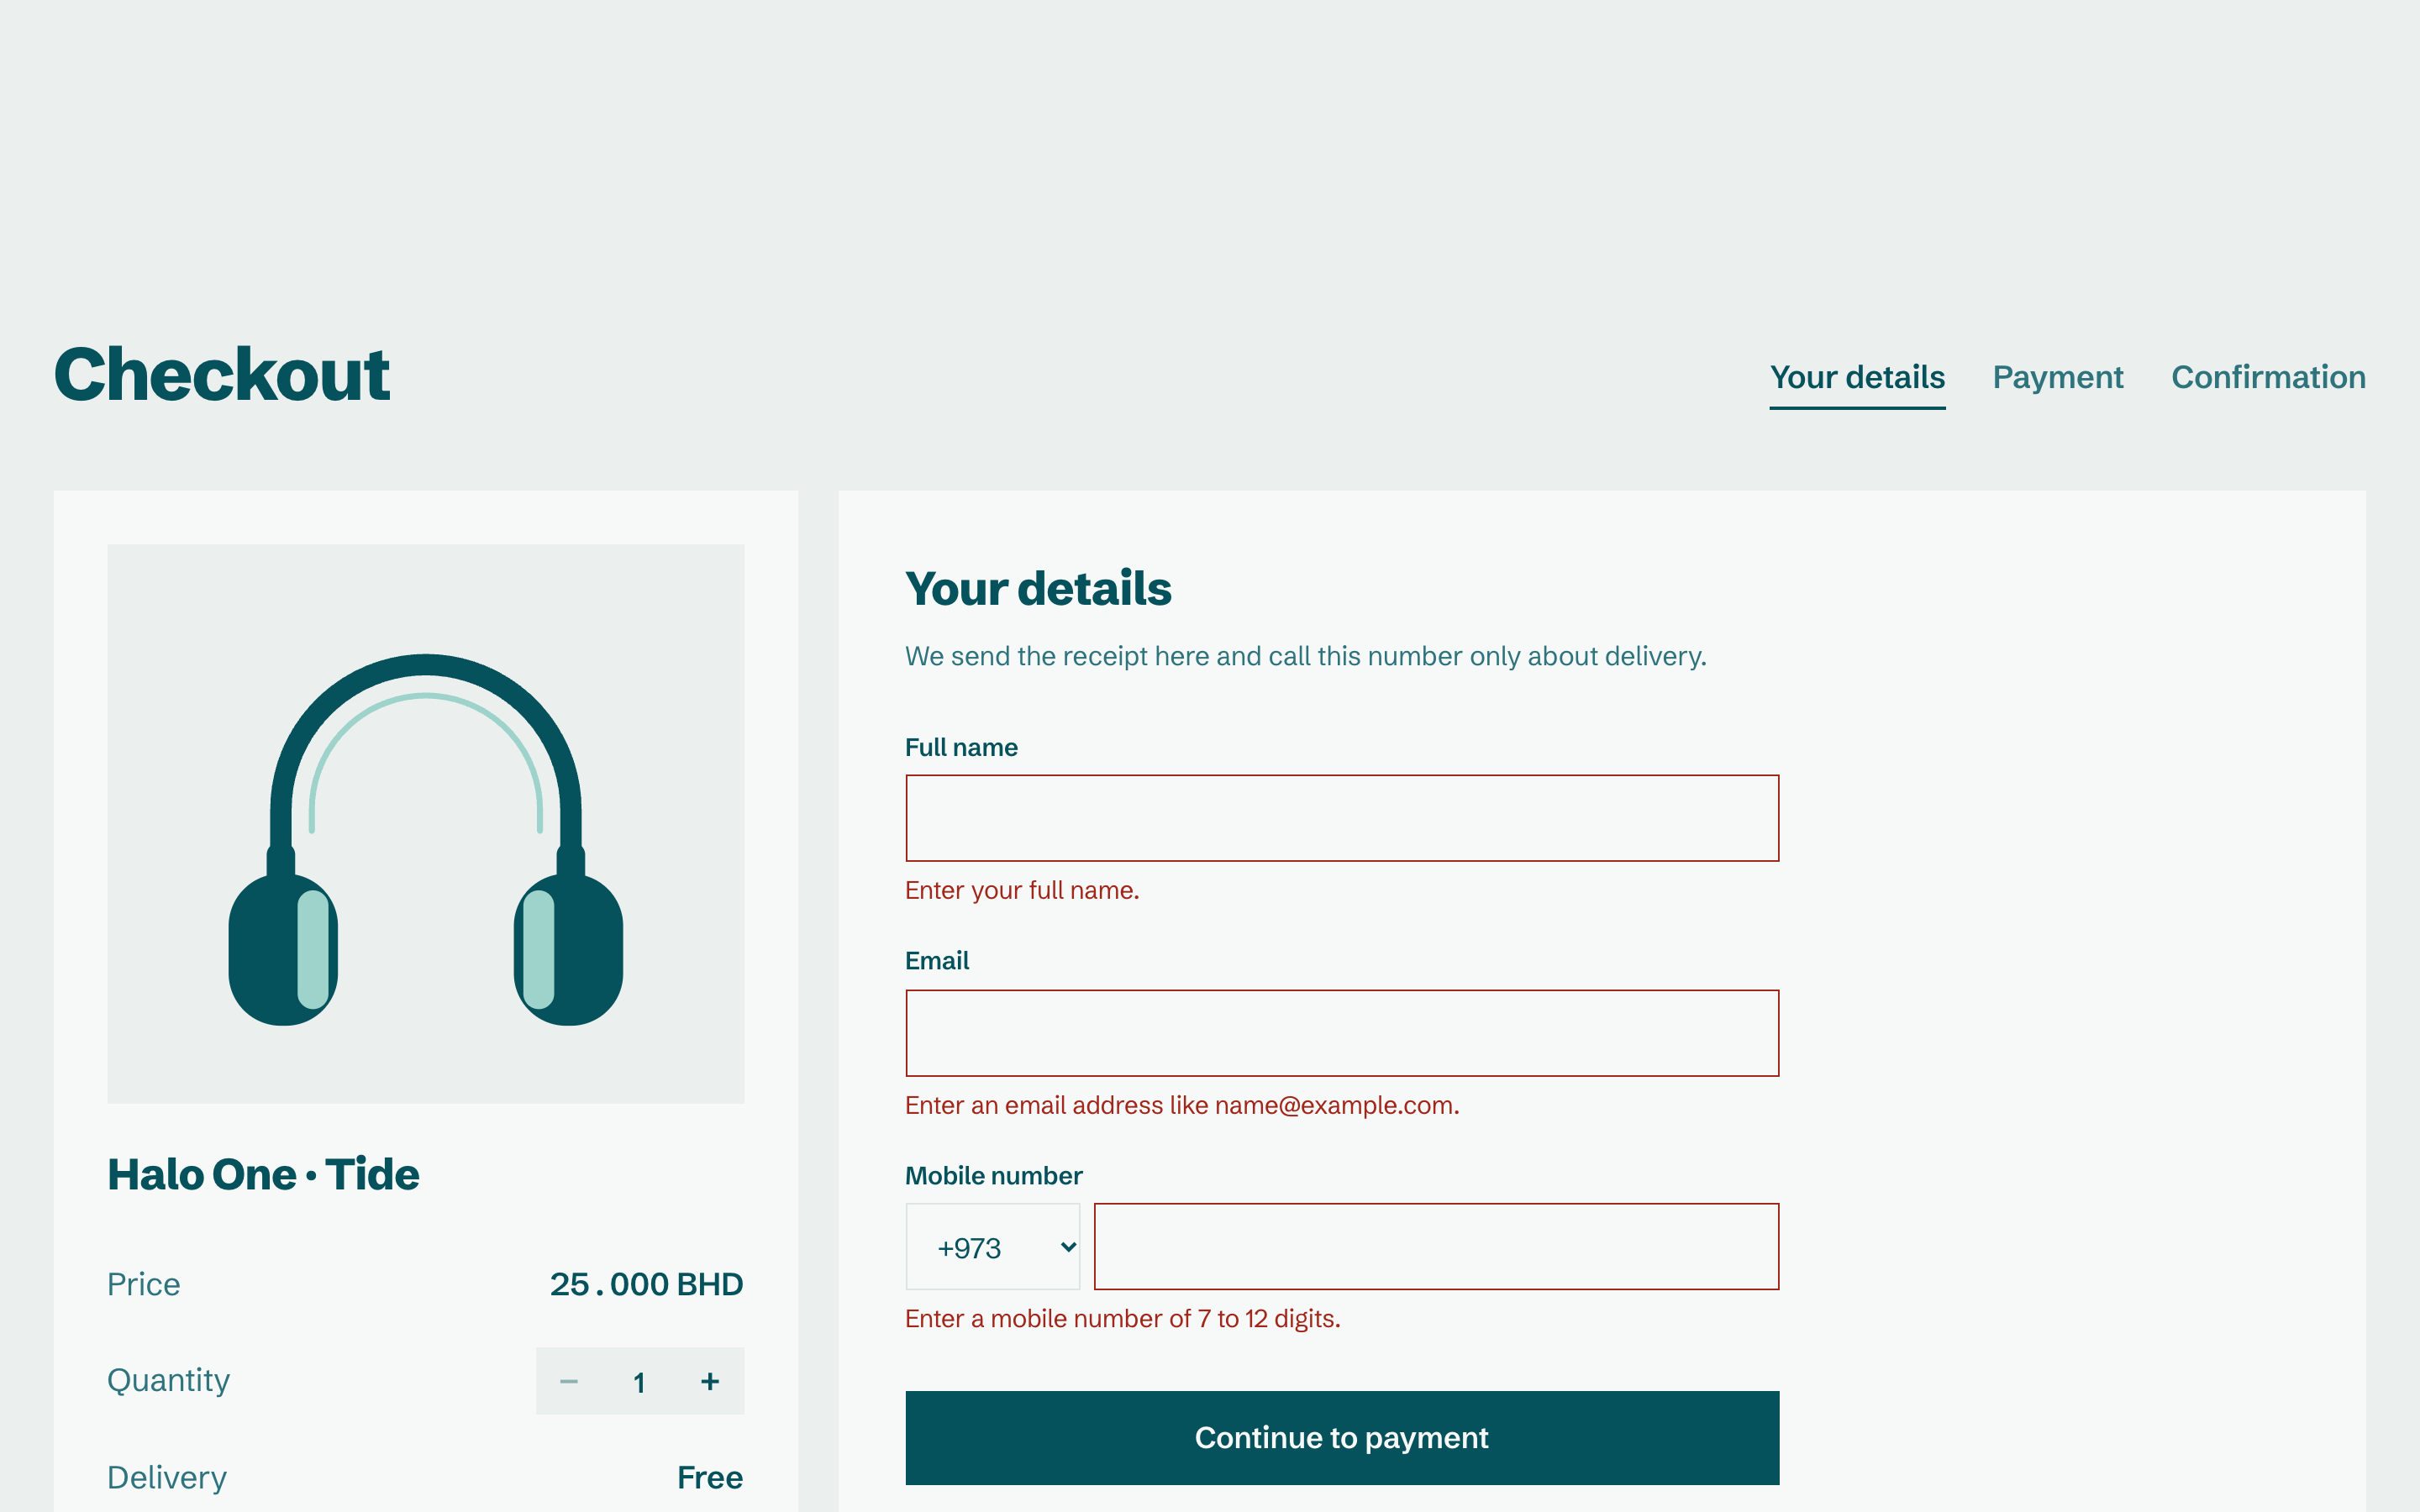 Checkout
Your details
Payment
Confirmation
Halo One · Tide
Price
25.000 BHD
Quantity
− 1 +
Delivery
Free
Your details
We send the receipt here and call this number only about delivery.
Full name
Enter your full name.
Email
Enter an email address like name@example.com.
Mobile number
+973
Enter a mobile number of 7 to 12 digits.
Continue to payment